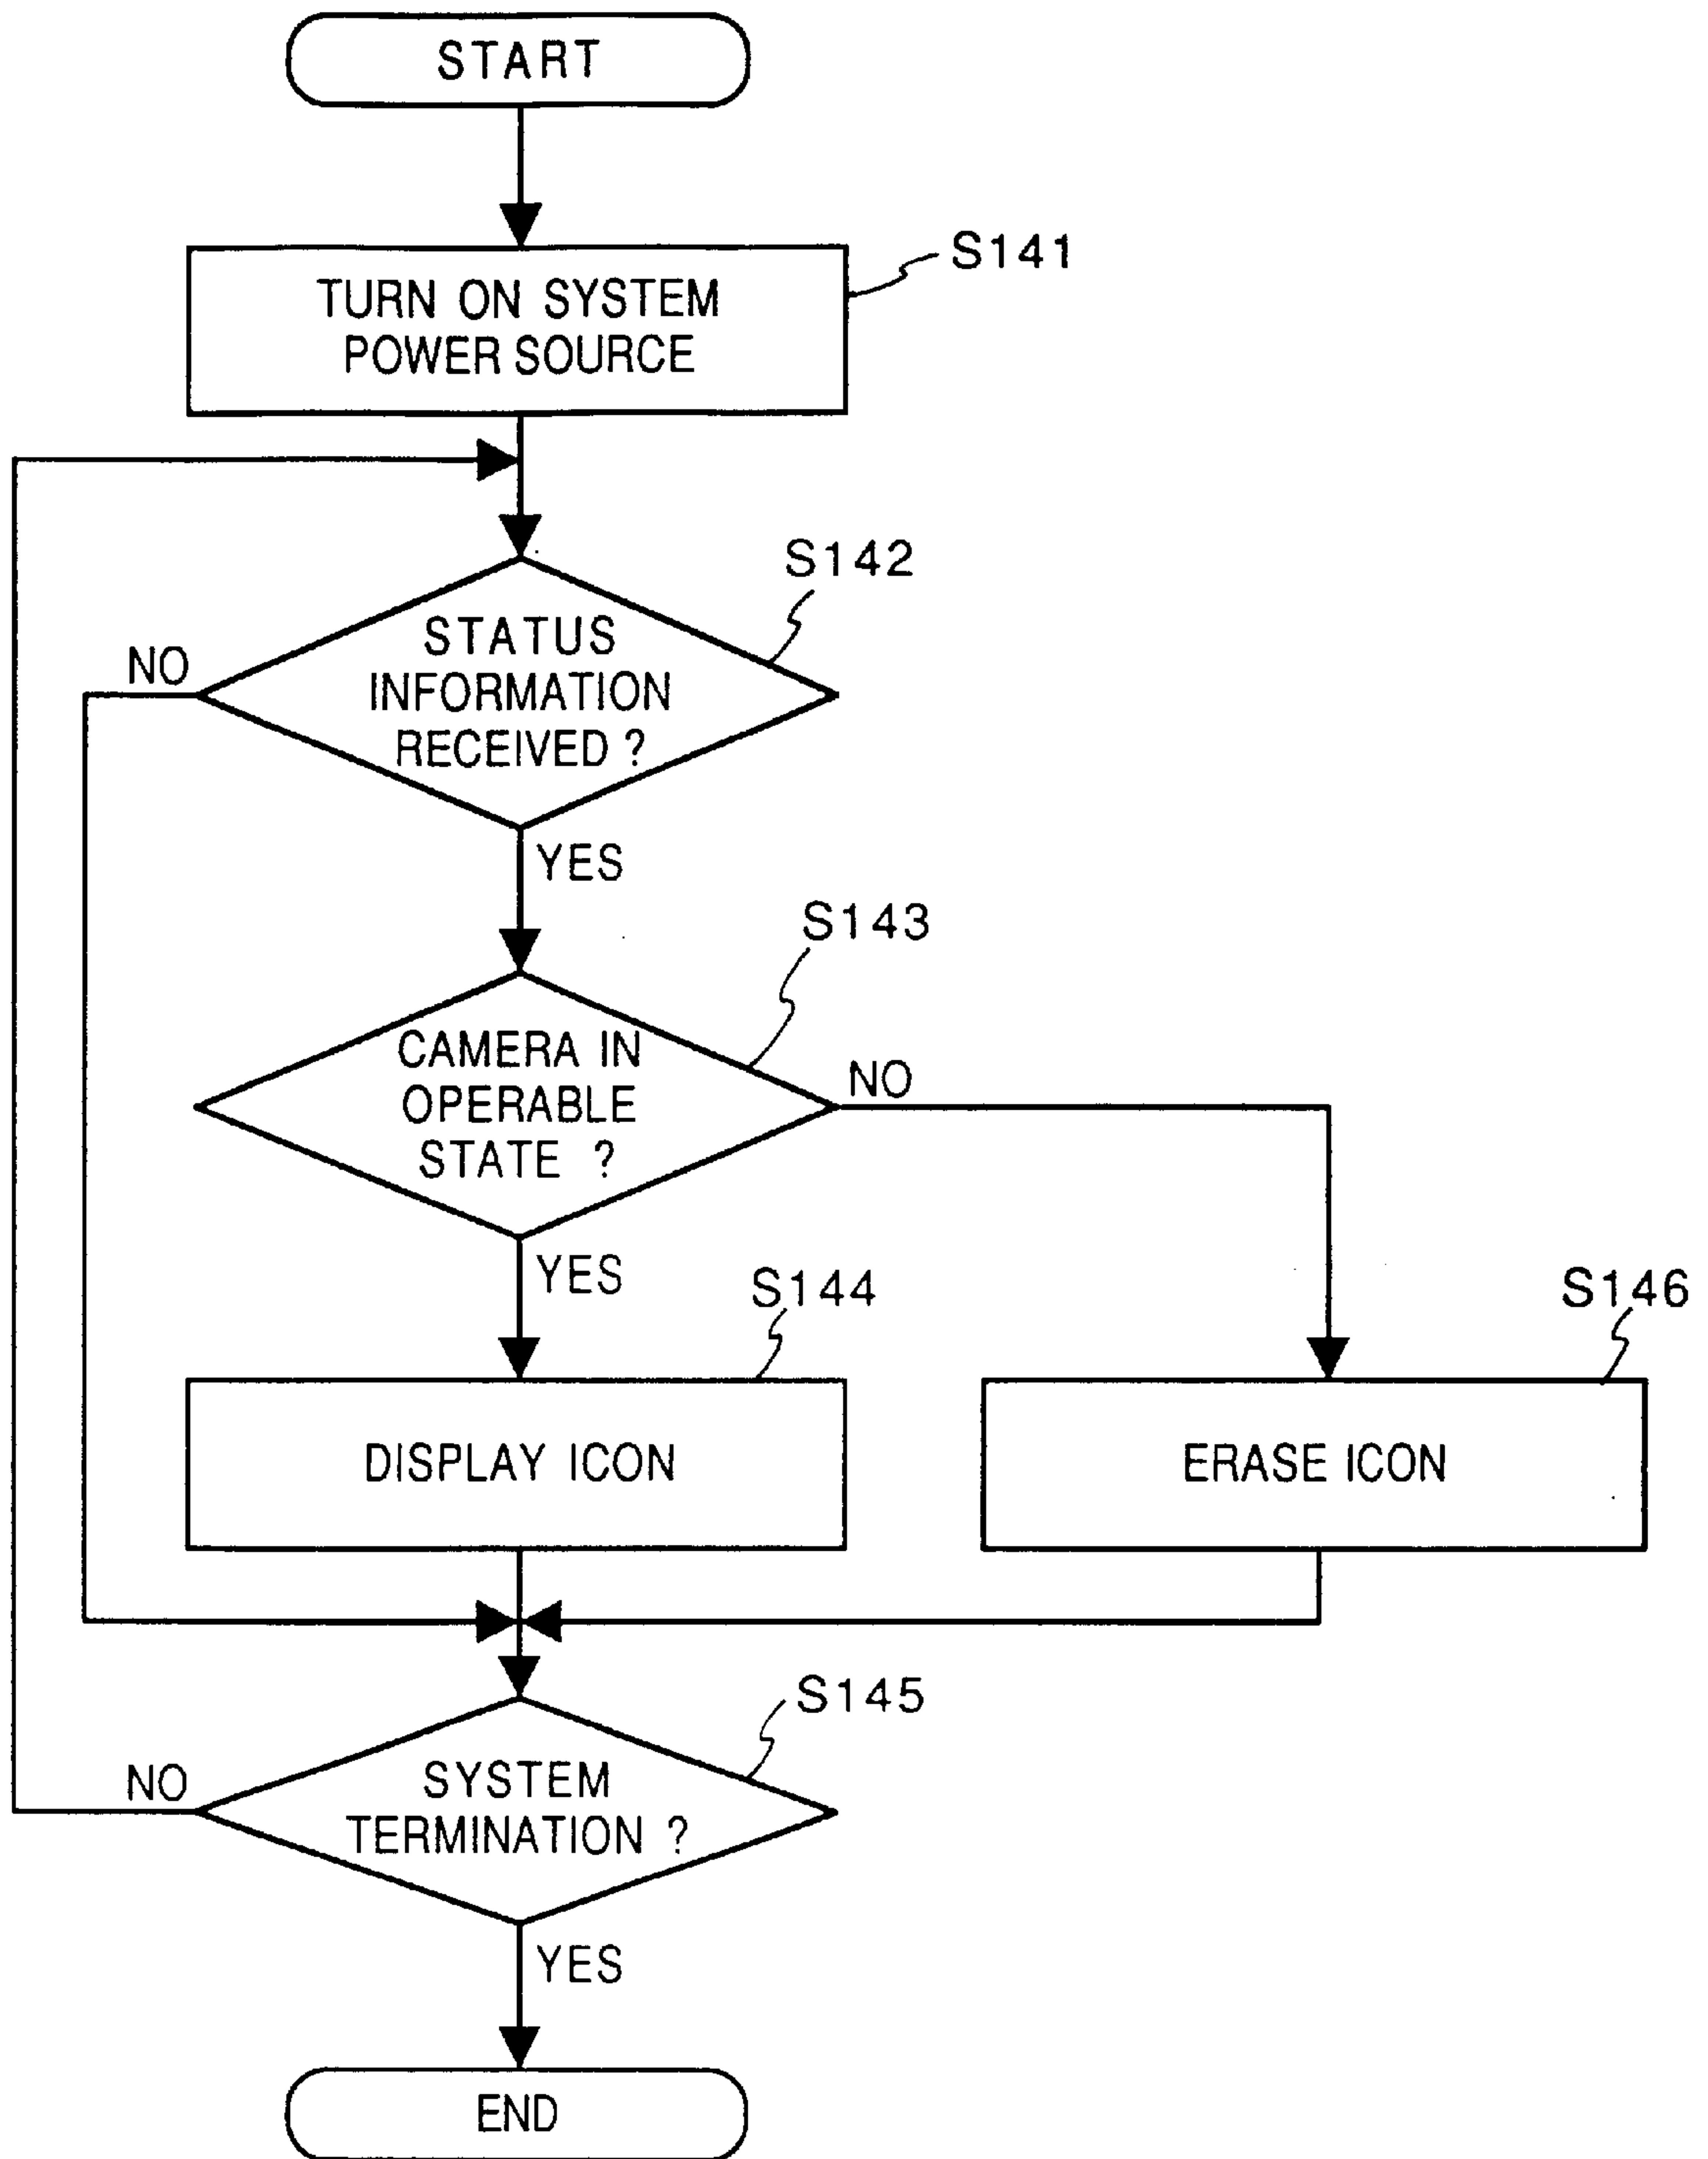 START
S141
TURN ON SYSTEM
POWER SOURCE
S142
STATUS
INFORMATION
RECEIVED ?
NO
YES
S143
CAMERA IN
OPERABLE
STATE ?
NO
YES
S144
S146
DISPLAY ICON
ERASE ICON
S145
SYSTEM
TERMINATION ?
NO
YES
END